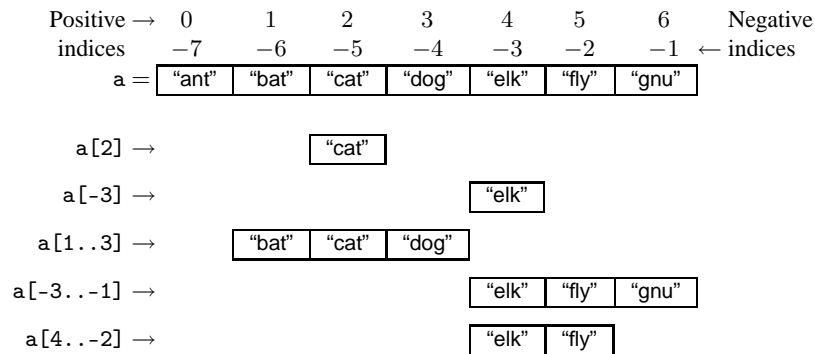 Positive → 0 1 2 3 4 5 6 Negative
indices −7 −6 −5 −4 −3 −2 −1 ← indices
a = “ant” “bat” “cat” “dog” “elk” “fly” “gnu”
a[2] → “cat”
a[-3] → “elk”
a[1..3] → “bat” “cat” “dog”
a[-3..-1] → “elk” “fly” “gnu”
a[4..-2] → “elk” “fly”